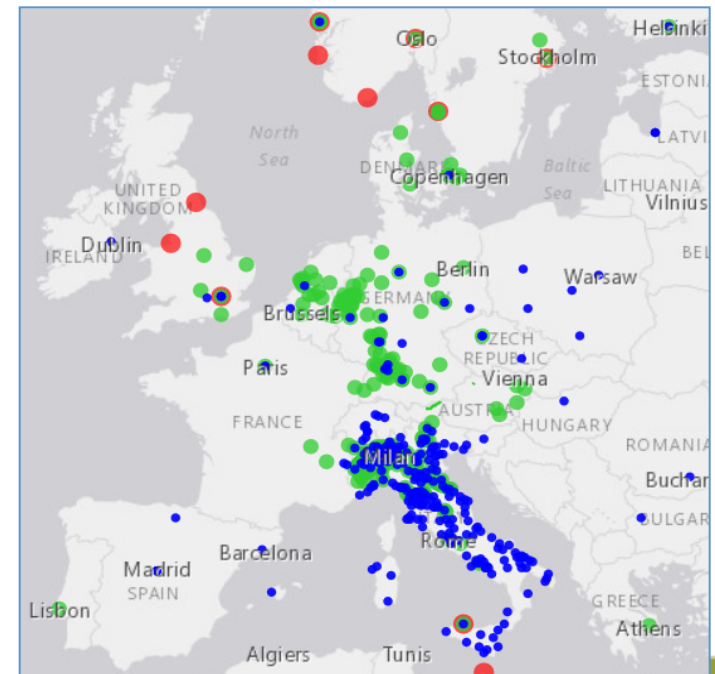 Helsinki
Oslo
Stockholm
ESTONI
North
Sea
LATVI
DENMARK
Copenhagen
Baltic
Sea
LITHUANIA
UNITED
KINGDOM
Vilnius
Dublin
IRELAND
BEL
Berlin
Warsaw
GERMANY
Brussels
CZECH
REPUBLIC
Paris
Vienna
FRANCE
AUSTRIA
HUNGARY
ROMANIA
Milan
Buchar
BULGAR
Rome
Barcelona
Madrid
SPAIN
GREECE
Lisbon
Athens
Algiers
Tunis